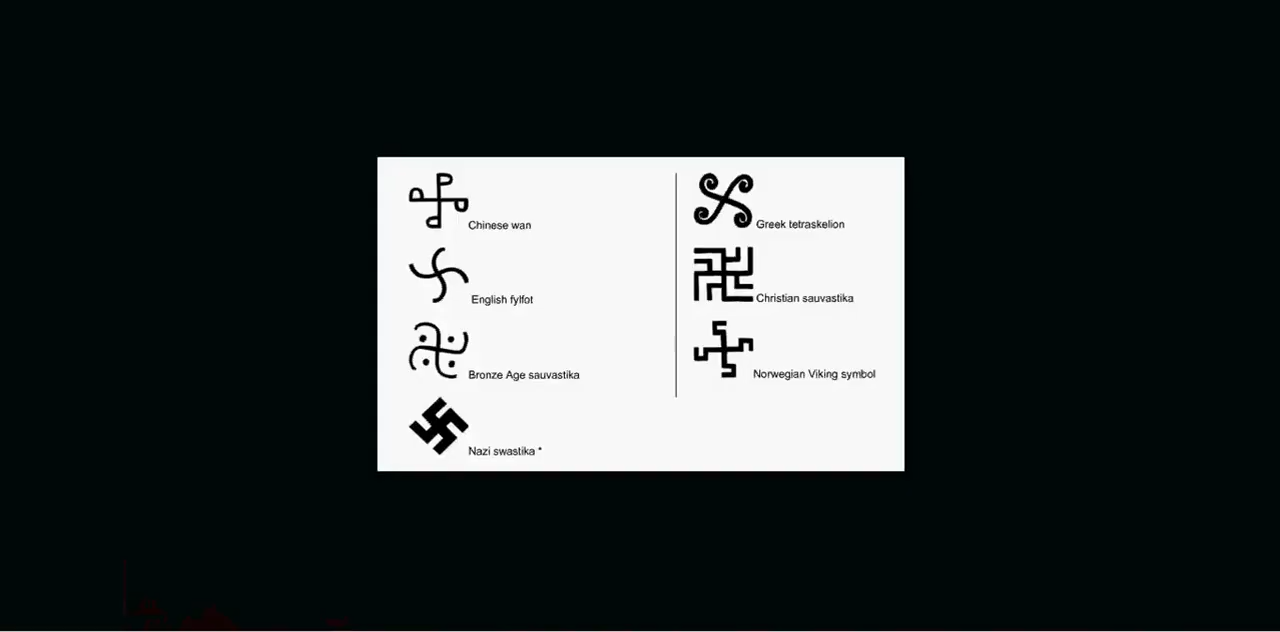 Chinese wan
English fylfot
Bronze Age sauvastika
Nazi swastika *
Greek tetraskelion
Christian sauvastika
Norwegian Viking symbol